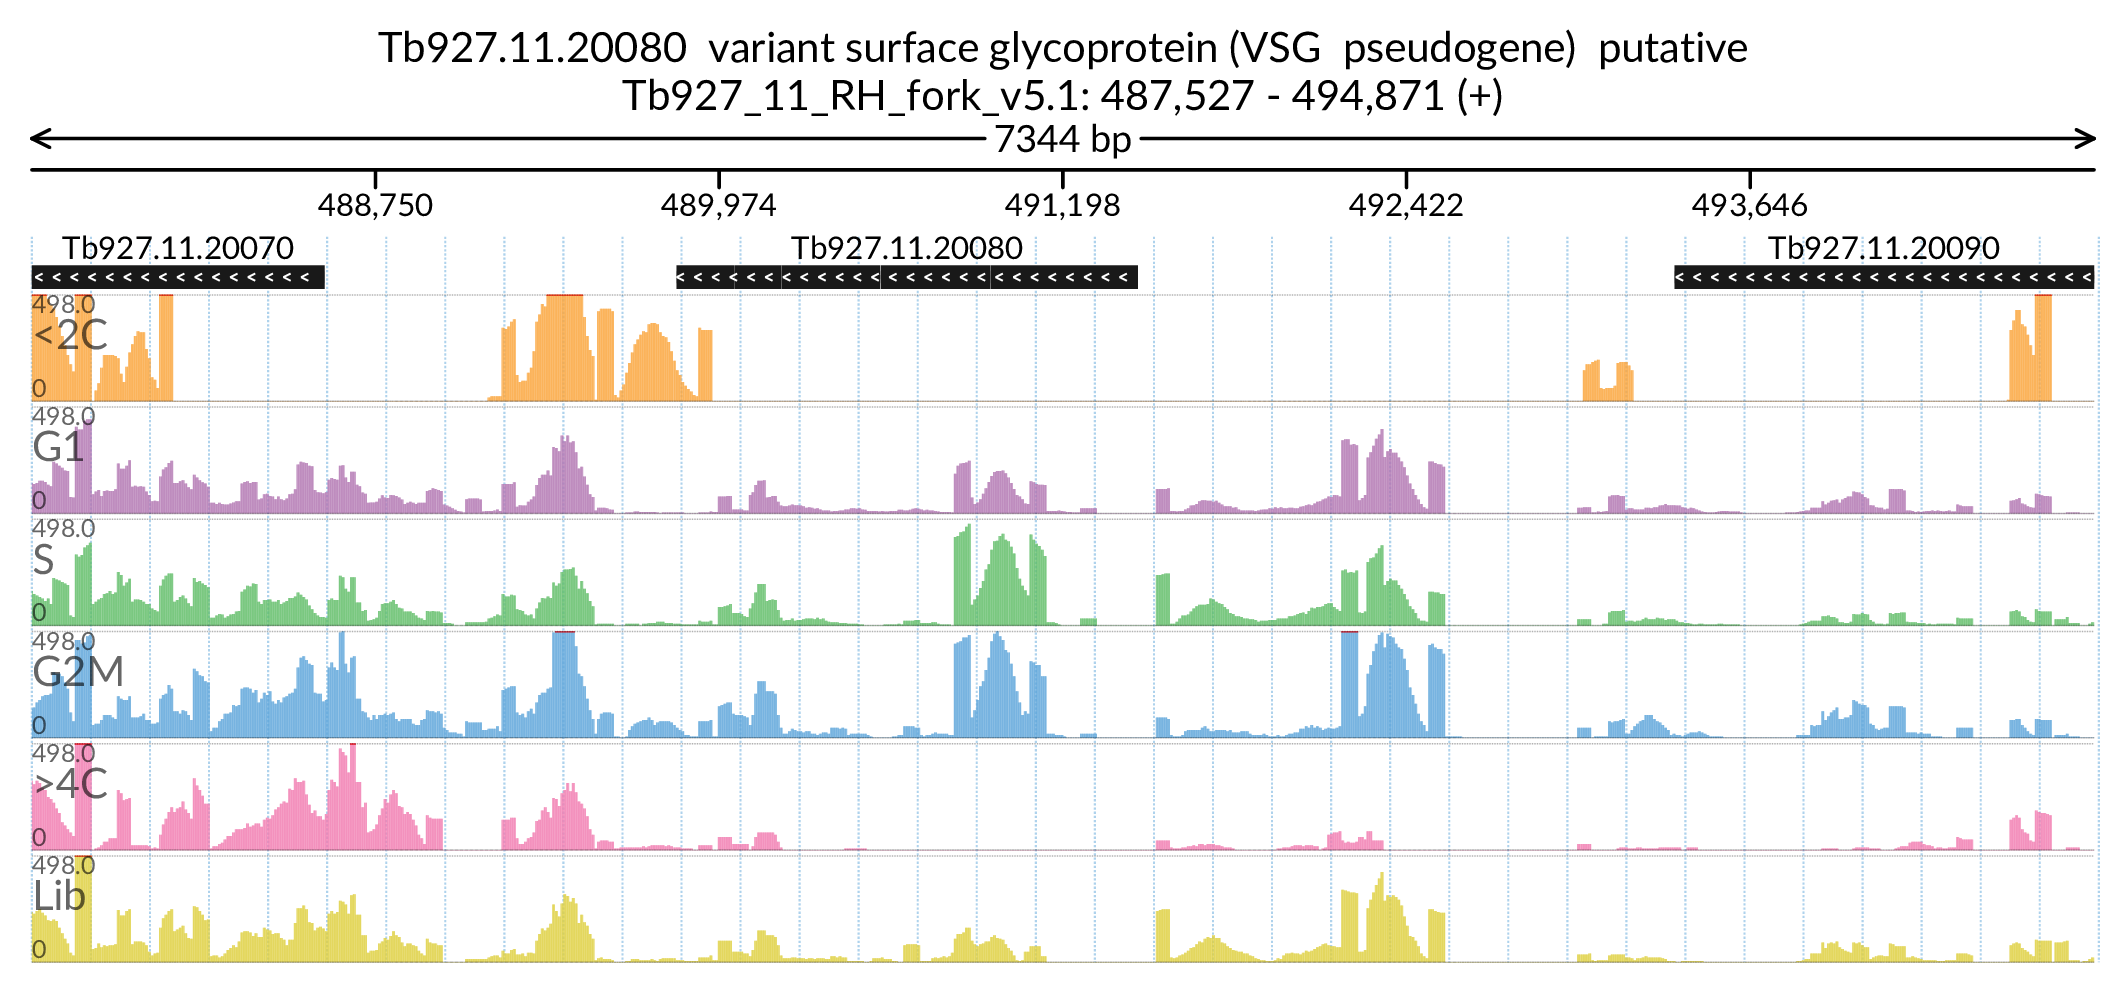 Tb927.11.20080 variant surface glycoprotein (VSG pseudogene) putative
Tb927_11_RH_fork_v5.1: 487,527 - 494,871 (+)
7344 bp
488,750 489,974 491,198 492,422 493,646
Tb927.11.20070 Tb927.11.20080 Tb927.11.20090
498.0
<2C
0
498.0
G1
0
498.0
S
0
498.0
G2M
0
498.0
>4C
0
498.0
Lib
0